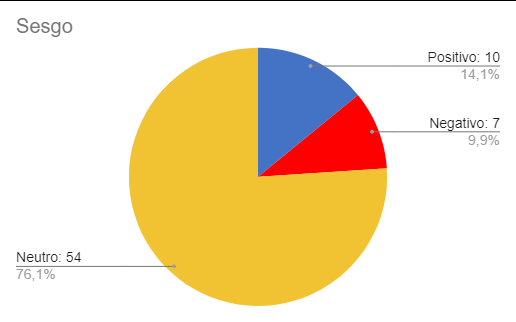 Sesgo
Positivo: 10
14,1%
Negativo: 7
9,9%
Neutro: 54
76,1%